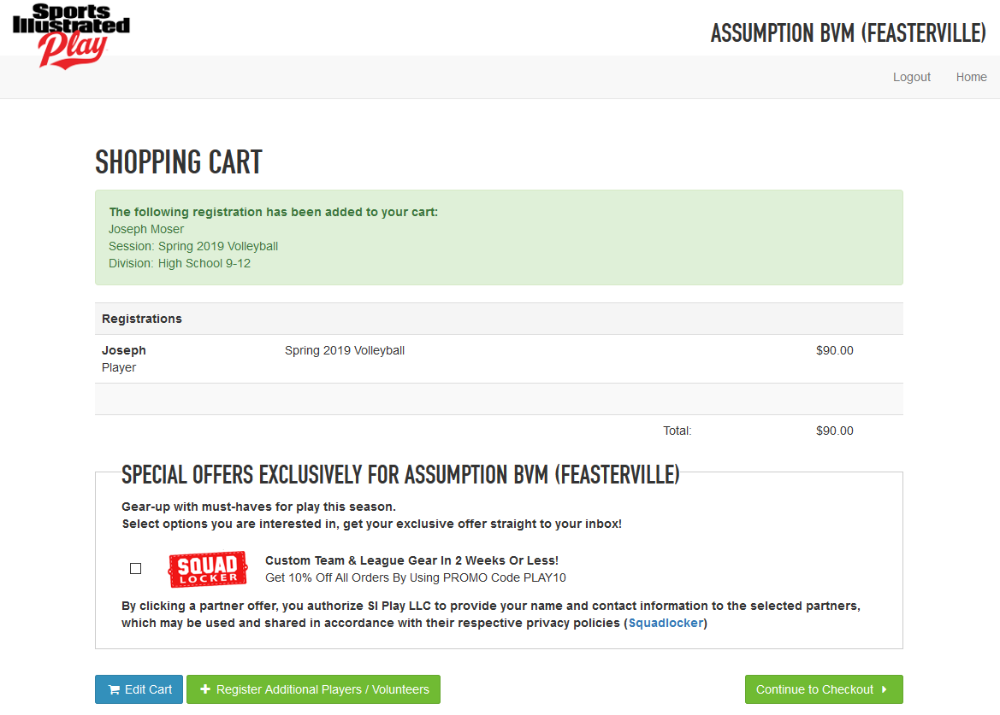 Sports
Illustrated
Play
ASSUMPTION BVM (FEASTERVILLE)
Logout Home
SHOPPING CART
The following registration has been added to your cart:
Joseph Moser
Session: Spring 2019 Volleyball
Division: High School 9-12
Registrations
Joseph Spring 2019 Volleyball $90.00
Player
Total: $90.00
SPECIAL OFFERS EXCLUSIVELY FOR ASSUMPTION BVM (FEASTERVILLE)
Gear-up with must-haves for play this season.
Select options you are interested in, get your exclusive offer straight to your inbox!
SQUAD
LOCKER
Custom Team & League Gear In 2 Weeks Or Less!
Get 10% Off All Orders By Using PROMO Code PLAY10
By clicking a partner offer, you authorize SI Play LLC to provide your name and contact information to the selected partners,
which may be used and shared in accordance with their respective privacy policies (Squadlocker)
Edit Cart Register Additional Players / Volunteers Continue to Checkout